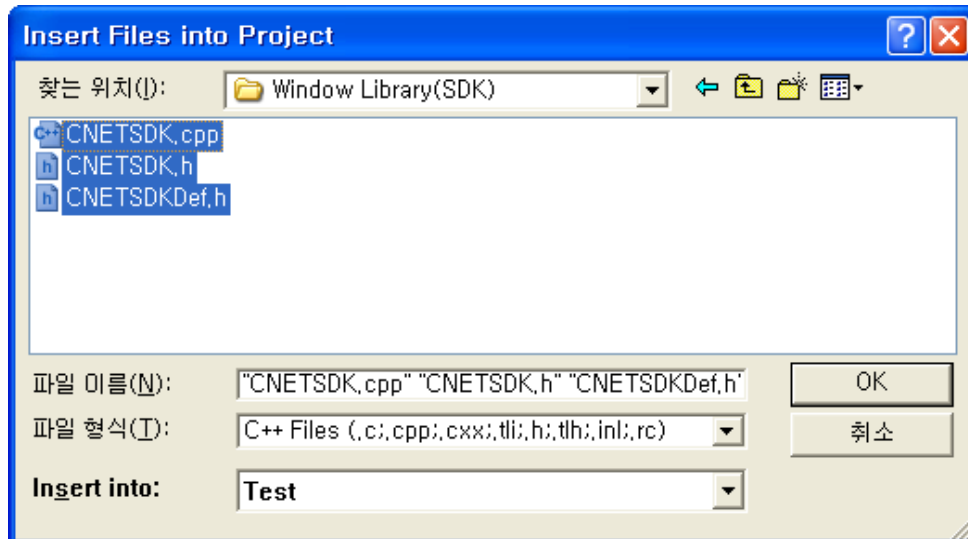 Insert Files into Project
찾는 위치(I): Window Library(SDK)
CNETSDK.cpp
CNETSDK.h
CNETSDKDef.h
파일 이름(N): "CNETSDK.cpp" "CNETSDK.h" "CNETSDKDef.h" OK
파일 형식(T): C++ Files (.c;.cpp;.cxx;.tli;.h;.tlh;.inl;.rc) 취소
Insert into: Test